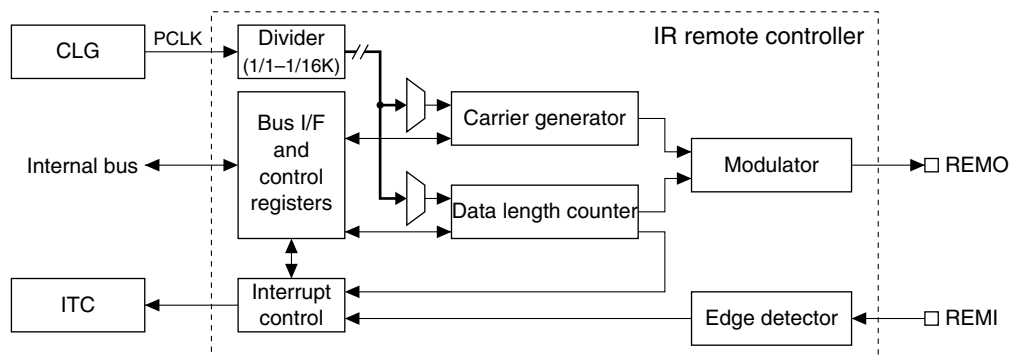 IR remote controller
CLG
PCLK
Divider
(1/1–1/16K)
Bus I/F
and
control
registers
Carrier generator
Internal bus
Modulator
REMO
Data length counter
ITC
Interrupt
control
Edge detector
REMI